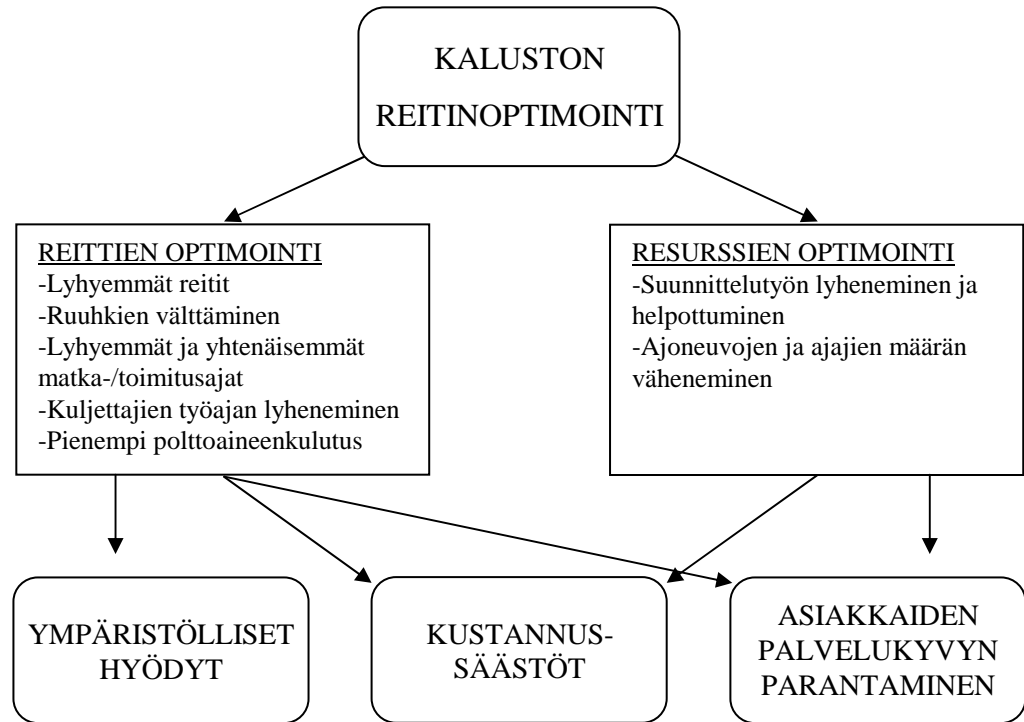 KALUSTON
REITINOPTIMOINTI
REITTIEN OPTIMOINTI
-Lyhyemmät reitit
-Ruuhkien välttäminen
-Lyhyemmät ja yhtenäisemmät
matka-/toimitusajat
-Kuljettajien työajan lyheneminen
-Pienempi polttoaineenkulutus
RESURSSIEN OPTIMOINTI
-Suunnittelutyön lyheneminen ja
helpottuminen
-Ajoneuvojen ja ajajien määrän
väheneminen
YMPÄRISTÖLLISET
HYÖDYT
KUSTANNUS-
SÄÄSTÖT
ASIAKKAIDEN
PALVELUKYVYN
PARANTAMINEN